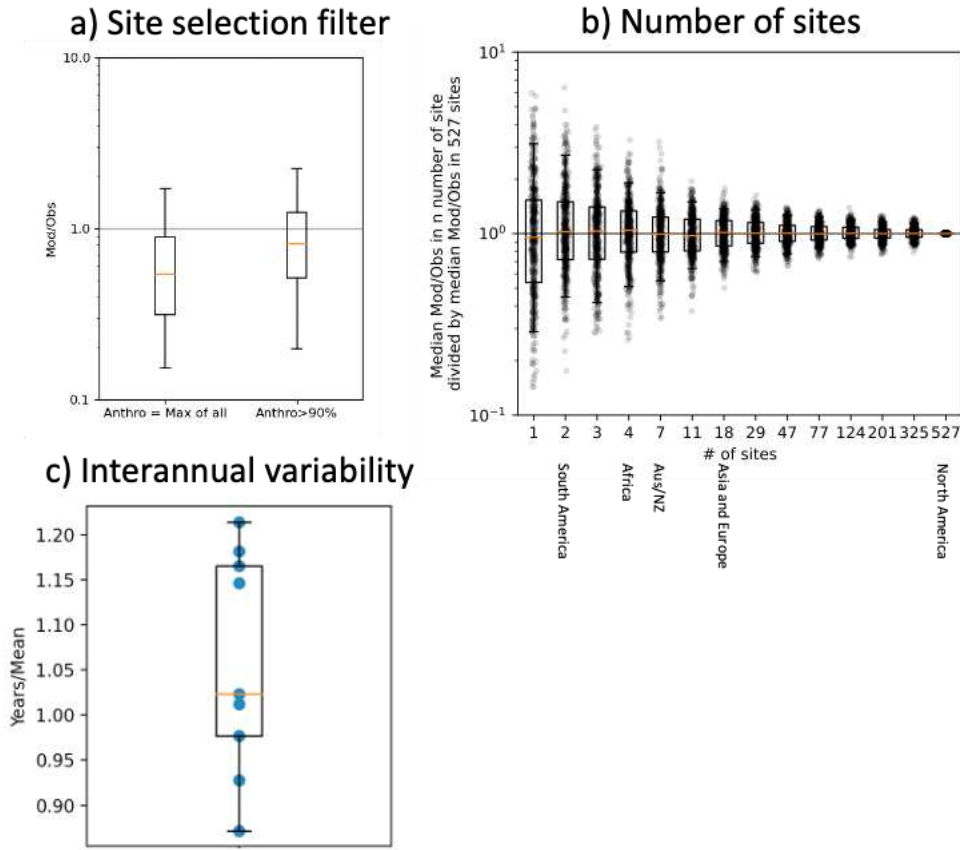 a) Site selection filter
10.0
1.0
0.1
Mod/Obs
Anthro = Max of all
Anthro>90%
b) Number of sites
Median Mod/Obs in n number of site
divided by median Mod/Obs in 527 sites
10¹
10⁰
10⁻¹
1 2 3 4 7 11 18 29 47 77 124 201 325 527
# of sites
South America
Africa
Aus/NZ
Asia and Europe
North America
c) Interannual variability
Years/Mean
1.20
1.15
1.10
1.05
1.00
0.95
0.90